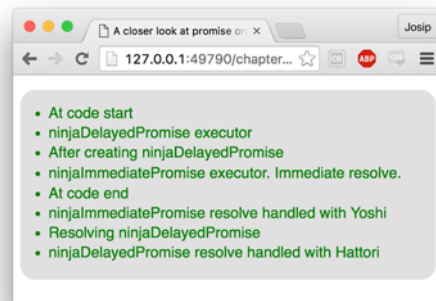 A closer look at promise or
Josip
127.0.0.1:49790/chapter...
ABP
At code start
ninjaDelayedPromise executor
After creating ninjaDelayedPromise
ninjaImmediatePromise executor. Immediate resolve.
At code end
ninjaImmediatePromise resolve handled with Yoshi
Resolving ninjaDelayedPromise
ninjaDelayedPromise resolve handled with Hattori